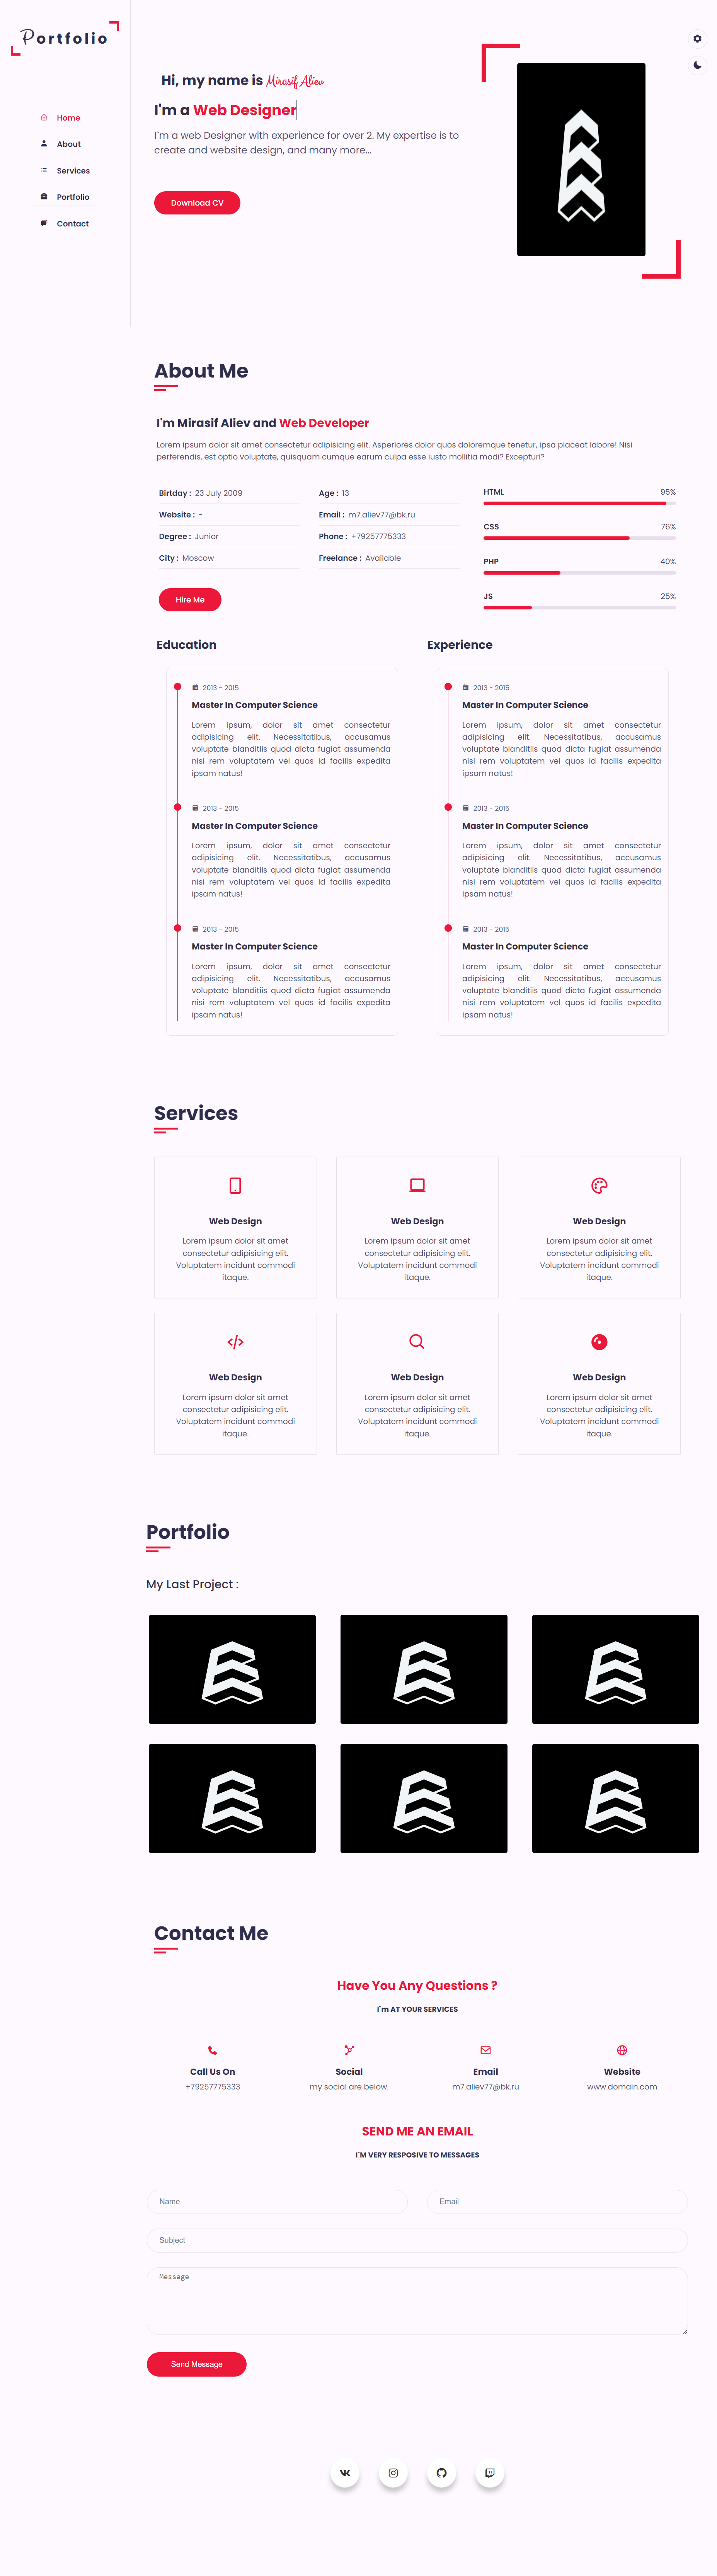 Portfolio
Home
About
Services
Portfolio
Contact
Hi, my name is Mirasif Aliev
I'm a Web Designer
I'm a web Designer with experience for over 2. My expertise is to
create and website design, and many more...
Download CV
About Me
I'm Mirasif Aliev and Web Developer
Lorem ipsum dolor sit amet consectetur adipisicing elit. Asperiores dolor quos doloremque tenetur, ipsa placeat labore! Nisi
perferendis, est optio voluptate, quisquam cumque earum culpa esse iusto mollitia modi? Excepturi?
Birtday : 23 July 2009
Age : 13
Website : -
Email : m7.aliev77@bk.ru
Degree : Junior
Phone : +79257775333
City : Moscow
Freelance : Available
Hire Me
HTML 95%
CSS 76%
PHP 40%
JS 25%
Education
2013 - 2015
Master In Computer Science
Lorem ipsum, dolor sit amet consectetur
adipisicing elit. Necessitatibus, accusamus
voluptate blanditiis quod dicta fugiat assumenda
nisi rem voluptatem vel quos id facilis expedita
ipsam natus!
2013 - 2015
Master In Computer Science
Lorem ipsum, dolor sit amet consectetur
adipisicing elit. Necessitatibus, accusamus
voluptate blanditiis quod dicta fugiat assumenda
nisi rem voluptatem vel quos id facilis expedita
ipsam natus!
2013 - 2015
Master In Computer Science
Lorem ipsum, dolor sit amet consectetur
adipisicing elit. Necessitatibus, accusamus
voluptate blanditiis quod dicta fugiat assumenda
nisi rem voluptatem vel quos id facilis expedita
ipsam natus!
Experience
2013 - 2015
Master In Computer Science
Lorem ipsum, dolor sit amet consectetur
adipisicing elit. Necessitatibus, accusamus
voluptate blanditiis quod dicta fugiat assumenda
nisi rem voluptatem vel quos id facilis expedita
ipsam natus!
2013 - 2015
Master In Computer Science
Lorem ipsum, dolor sit amet consectetur
adipisicing elit. Necessitatibus, accusamus
voluptate blanditiis quod dicta fugiat assumenda
nisi rem voluptatem vel quos id facilis expedita
ipsam natus!
2013 - 2015
Master In Computer Science
Lorem ipsum, dolor sit amet consectetur
adipisicing elit. Necessitatibus, accusamus
voluptate blanditiis quod dicta fugiat assumenda
nisi rem voluptatem vel quos id facilis expedita
ipsam natus!
Services
Web Design
Lorem ipsum dolor sit amet
consectetur adipisicing elit.
Voluptatem incidunt commodi
itaque.
Web Design
Lorem ipsum dolor sit amet
consectetur adipisicing elit.
Voluptatem incidunt commodi
itaque.
Web Design
Lorem ipsum dolor sit amet
consectetur adipisicing elit.
Voluptatem incidunt commodi
itaque.
Web Design
Lorem ipsum dolor sit amet
consectetur adipisicing elit.
Voluptatem incidunt commodi
itaque.
Web Design
Lorem ipsum dolor sit amet
consectetur adipisicing elit.
Voluptatem incidunt commodi
itaque.
Web Design
Lorem ipsum dolor sit amet
consectetur adipisicing elit.
Voluptatem incidunt commodi
itaque.
Portfolio
My Last Project :
Contact Me
Have You Any Questions ?
I`m AT YOUR SERVICES
Call Us On
+79257775333
Social
my social are below.
Email
m7.aliev77@bk.ru
Website
www.domain.com
SEND ME AN EMAIL
I`M VERY RESPOSIVE TO MESSAGES
Name
Email
Subject
Message
Send Message